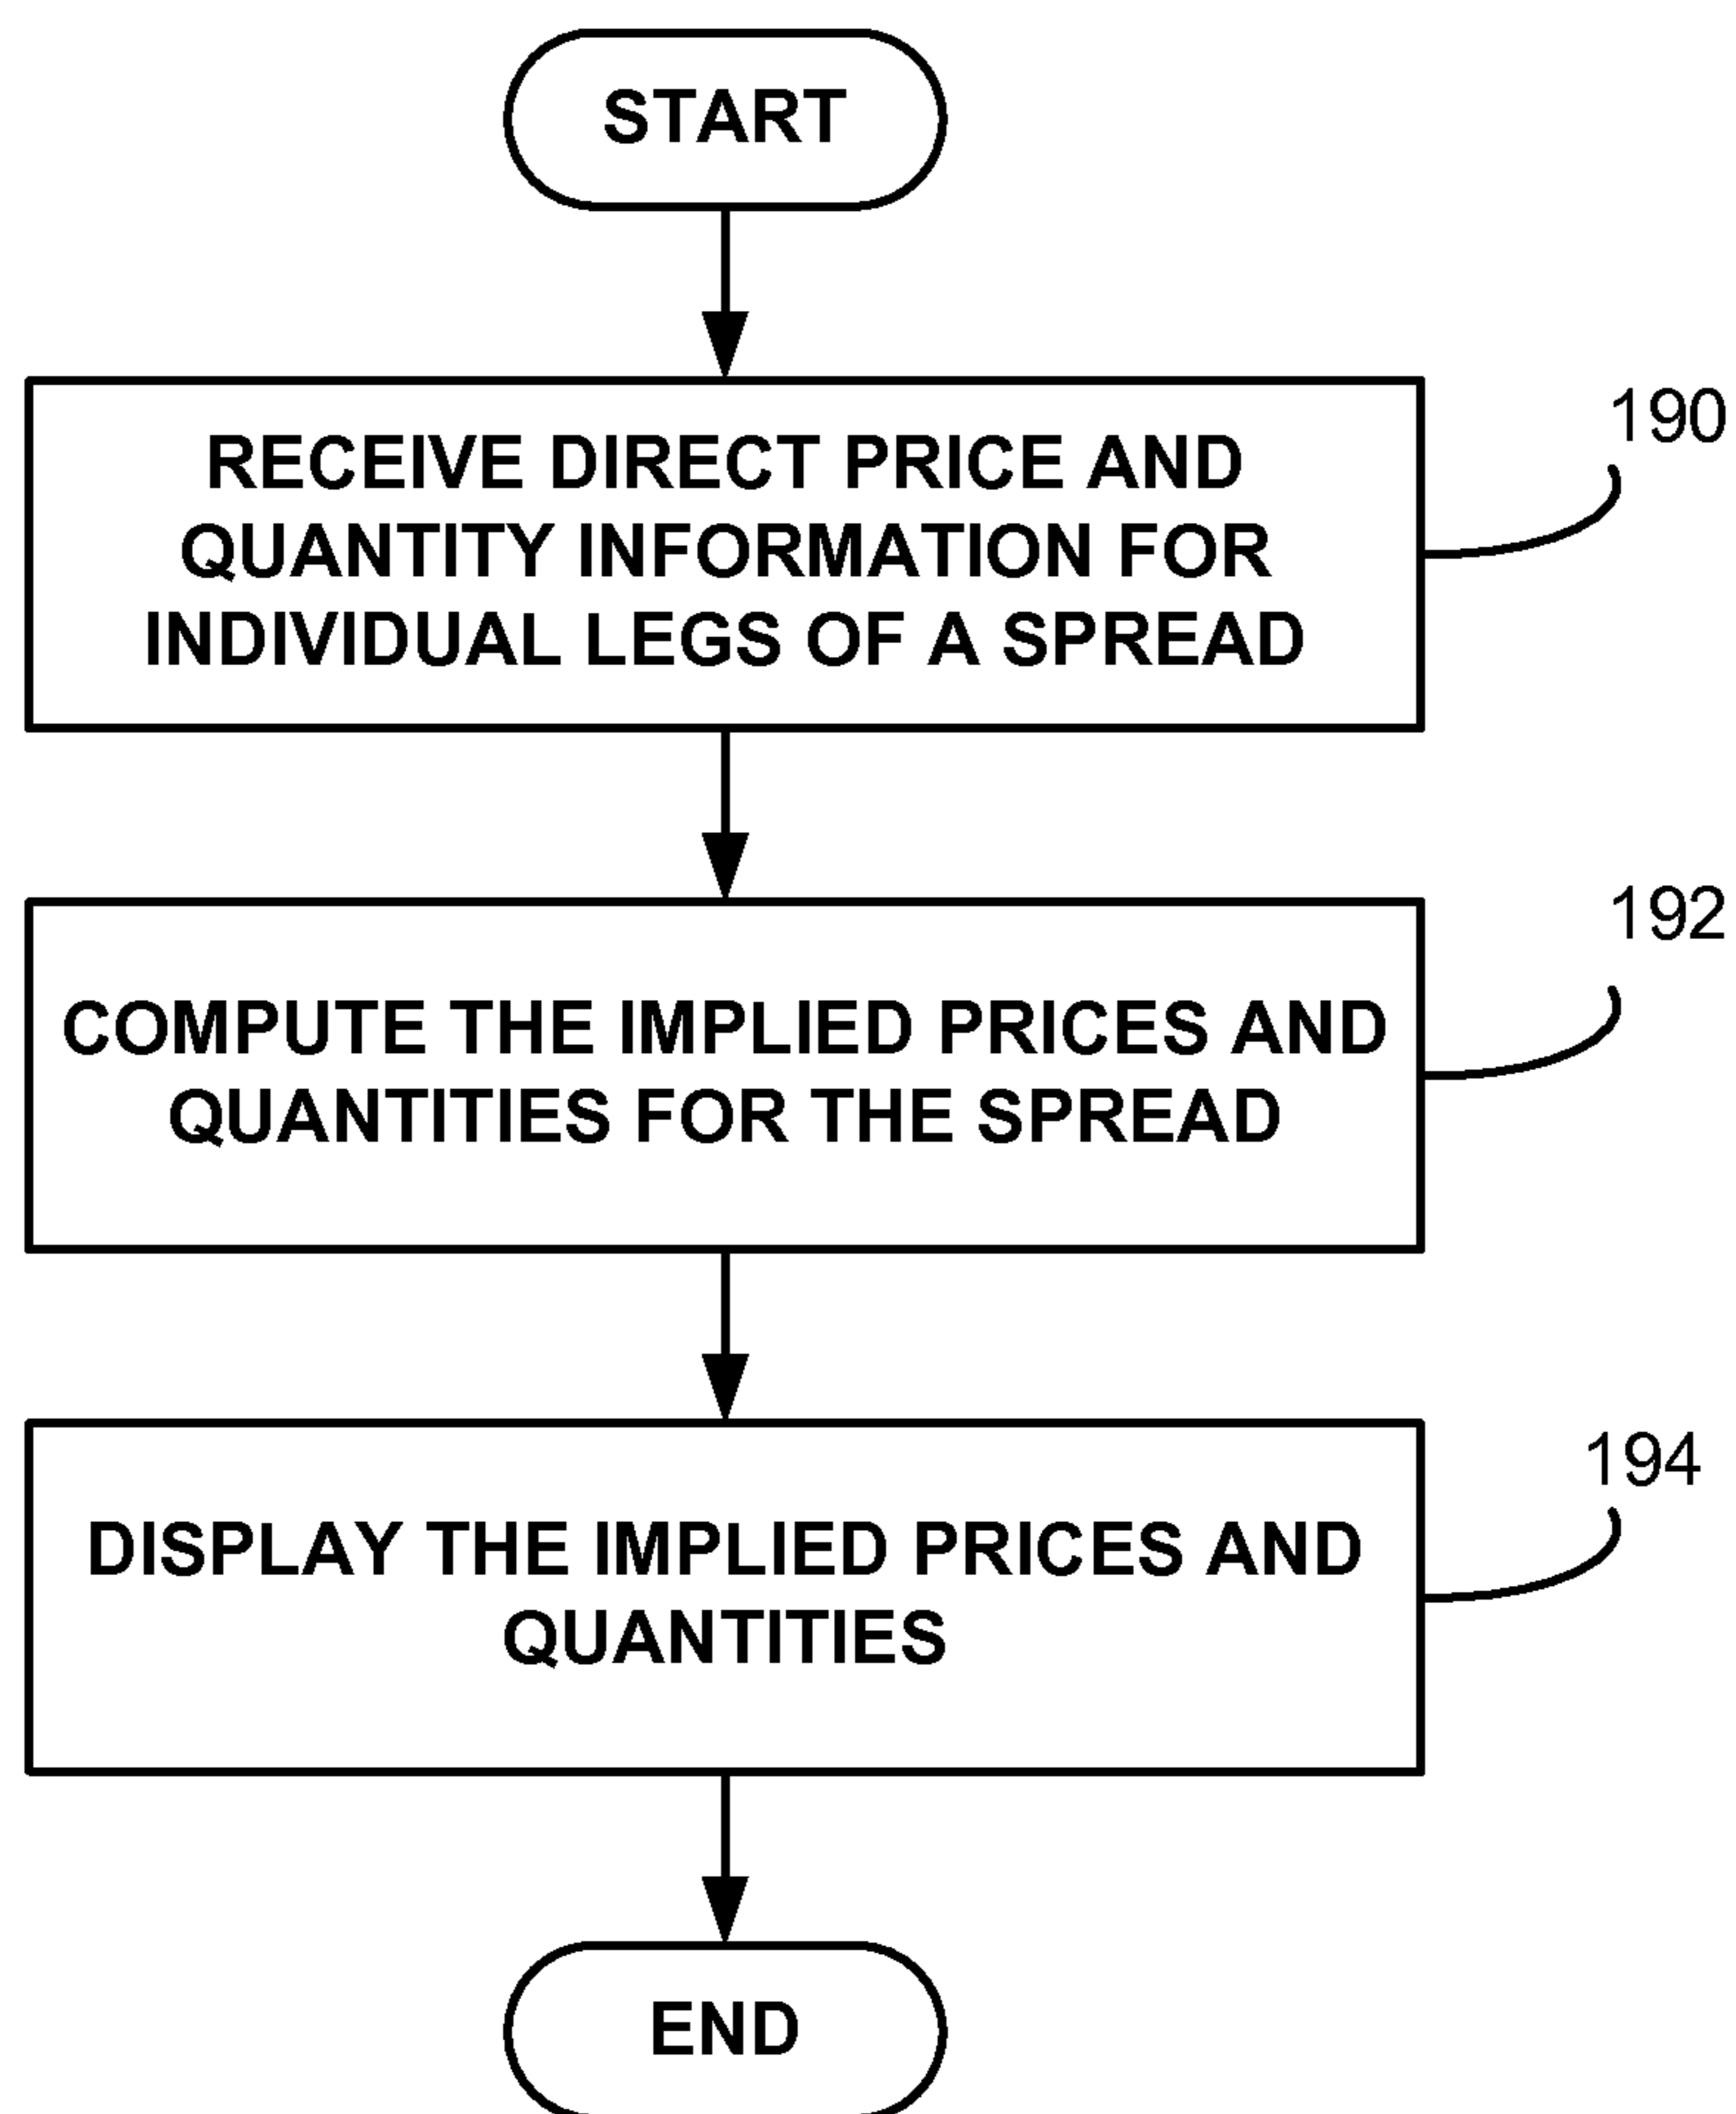 START
RECEIVE DIRECT PRICE AND
QUANTITY INFORMATION FOR
INDIVIDUAL LEGS OF A SPREAD
190
COMPUTE THE IMPLIED PRICES AND
QUANTITIES FOR THE SPREAD
192
DISPLAY THE IMPLIED PRICES AND
QUANTITIES
194
END